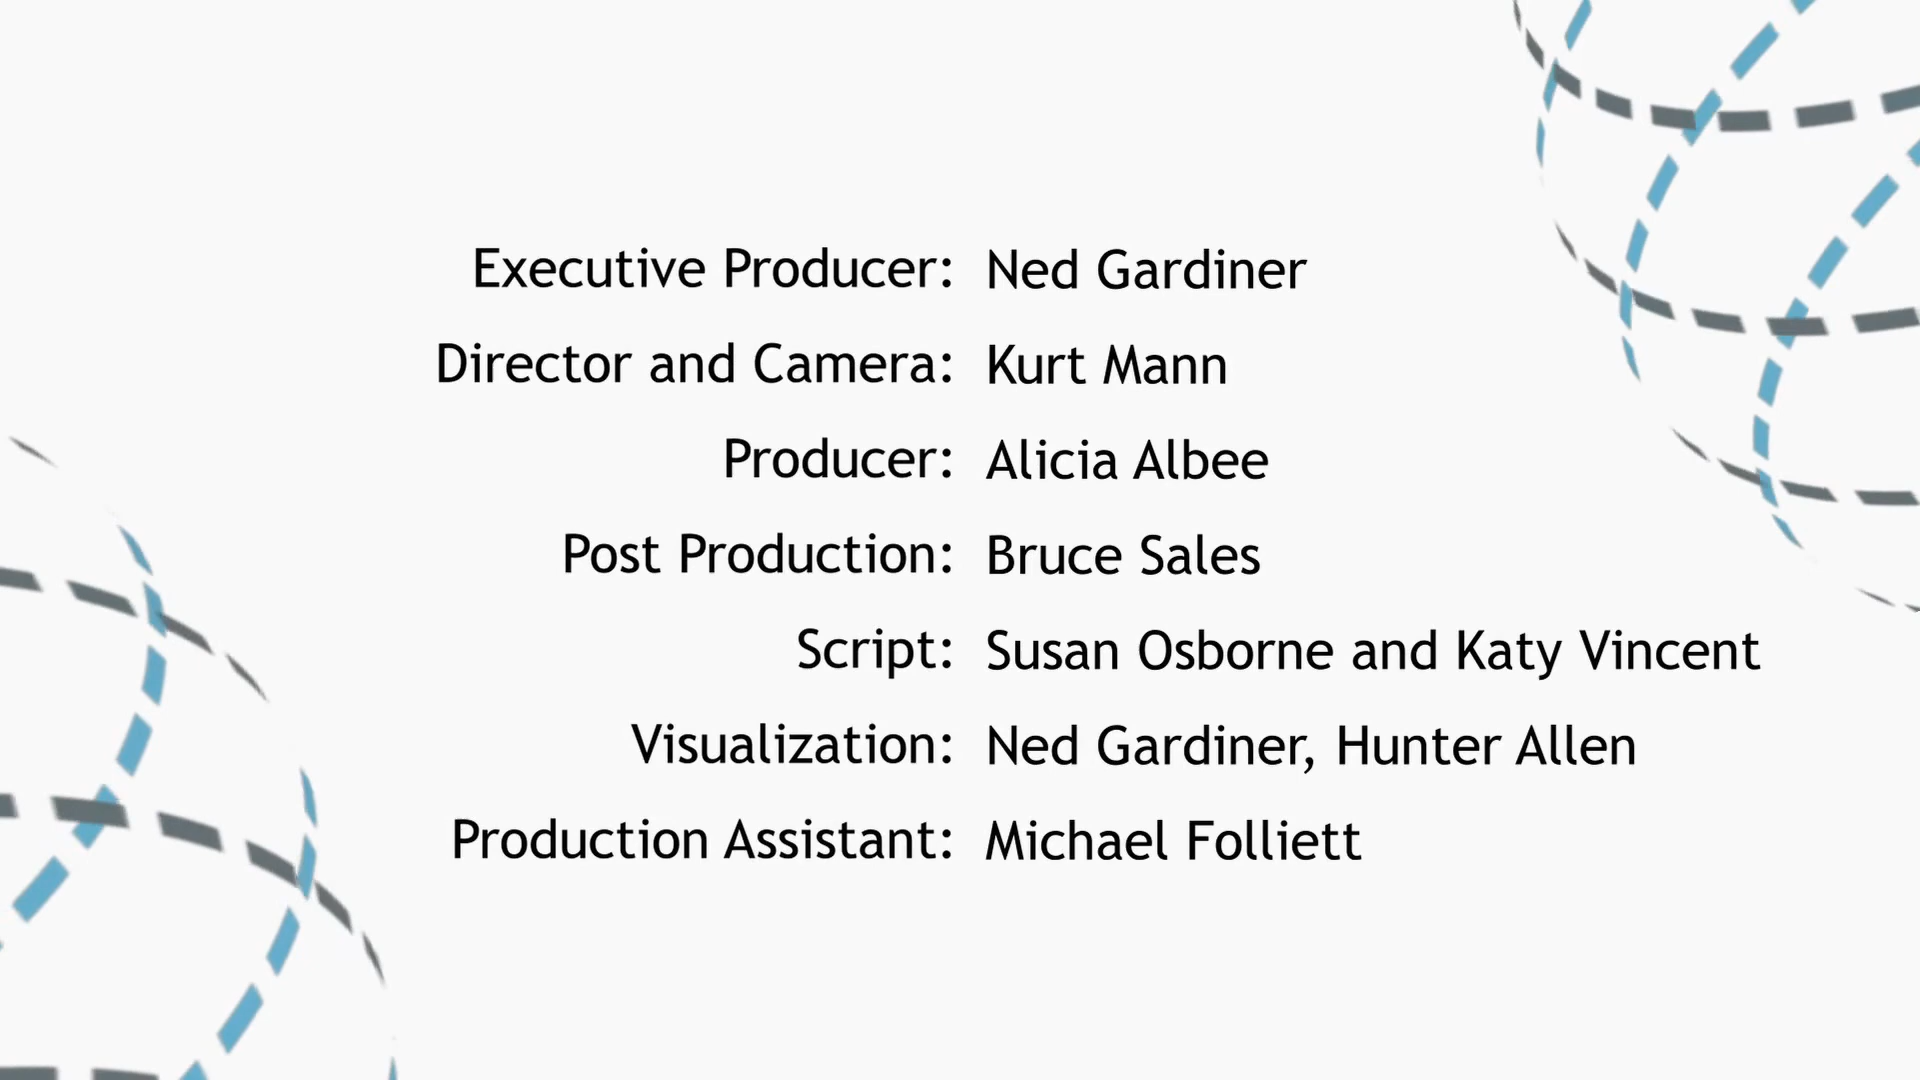 Executive Producer: Ned Gardiner
Director and Camera: Kurt Mann
Producer: Alicia Albee
Post Production: Bruce Sales
Script: Susan Osborne and Katy Vincent
Visualization: Ned Gardiner, Hunter Allen
Production Assistant: Michael Folliett